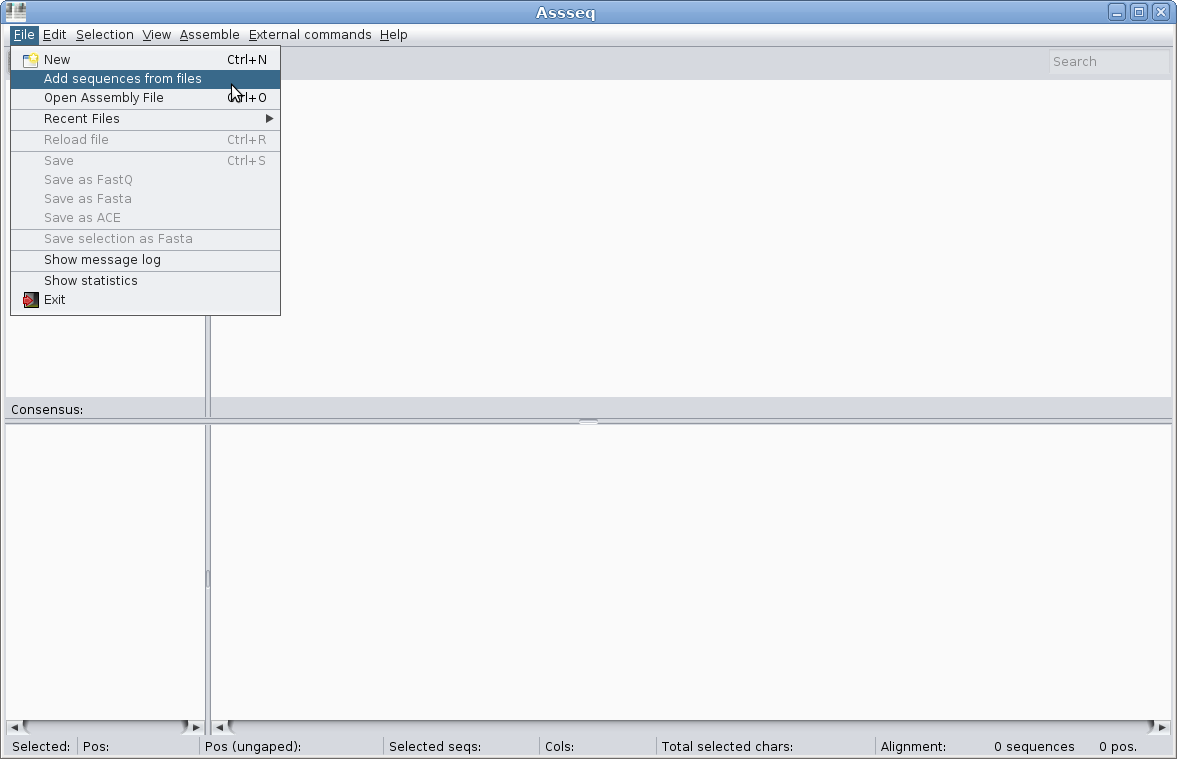 Assseq
File Edit Selection View Assemble External commands Help
New Ctrl+N
Search
Add sequences from files
Open Assembly File Ctrl+O
Recent Files
Reload file Ctrl+R
Save Ctrl+S
Save as FastQ
Save as Fasta
Save as ACE
Save selection as Fasta
Show message log
Show statistics
Exit
Consensus:
Selected: Pos: Pos (ungaped): Selected seqs: Cols: Total selected chars: Alignment: 0 sequences 0 pos.